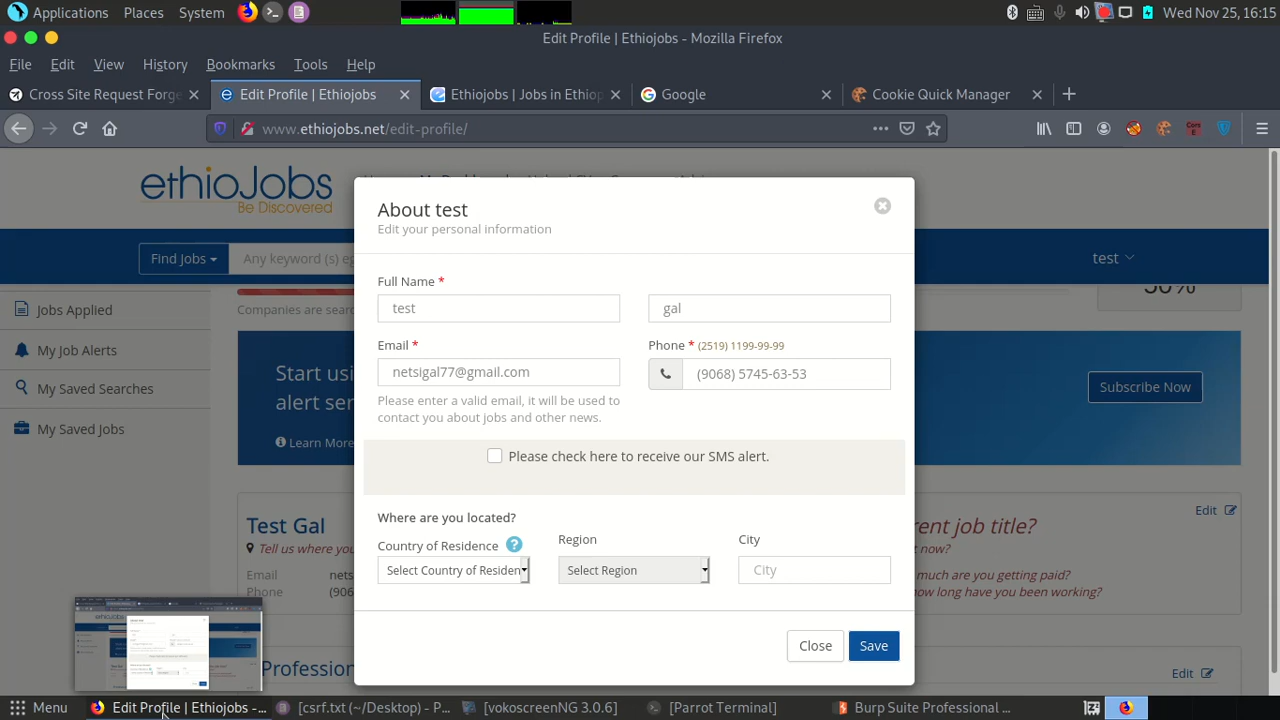 Applications Places System Wed Nov 25, 16:15
Edit Profile | Ethiojobs - Mozilla Firefox
File Edit View History Bookmarks Tools Help
Cross Site Request Forge Edit Profile | Ethiojobs Ethiojobs | Jobs in Ethiop Google Cookie Quick Manager
www.ethiojobs.net/edit-profile/
ethioJobs
Be Discovered
Find Jobs Any keyword (s) eg test
About test
Edit your personal information
Full Name *
test gal
Email * Phone * (2519) 1199-99-99
netsigal77@gmail.com (9068) 5745-63-53
Please enter a valid email, it will be used to
contact you about jobs and other news.
Please check here to receive our SMS alert.
Where are you located?
Country of Residence ? Region City
Select Country of Residen Select Region City
Close Save
Jobs Applied
My Job Alerts
My Saved Searches
My Saved Jobs
Companies are searc 50%
Start usi
alert ser
Learn More
Subscribe Now
Test Gal rent job title? Edit
Tell us where you now?
Email nets much are you getting paid?
Phone (90 how long have you been working?
Profession Edit
Menu Edit Profile | Ethiojobs -... [csrf.txt (~/Desktop) - P... [vokoscreenNG 3.0.6] [Parrot Terminal] Burp Suite Professional ...